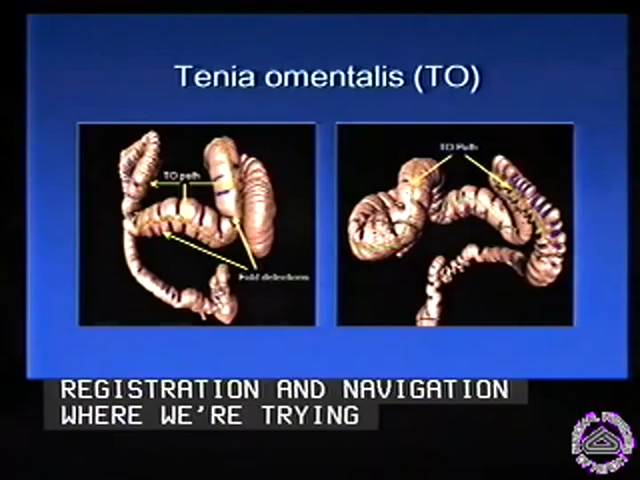 Tenia omentalis (TO)
TO path
TO Path
Fold detections
REGISTRATION AND NAVIGATION
WHERE WE'RE TRYING